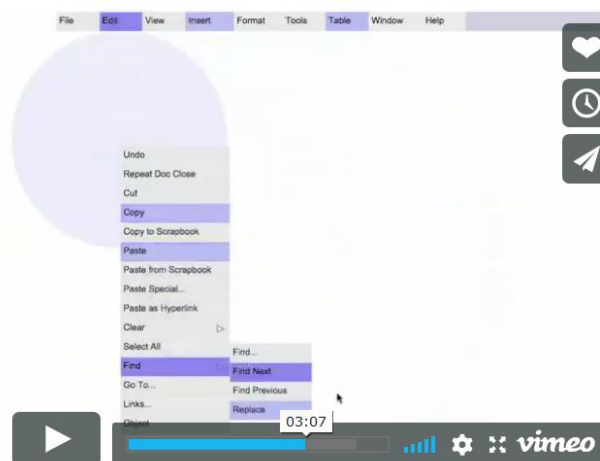 File Edit View Insert Format Tools Table Window Help
Undo
Repeat Doc Close
Cut
Copy
Copy to Scrapbook
Paste
Paste from Scrapbook
Paste Special...
Paste as Hyperlink
Clear
Select All
Find
Go To...
Links...
Object
Find...
Find Next
Find Previous
Replace
03:07
vimeo